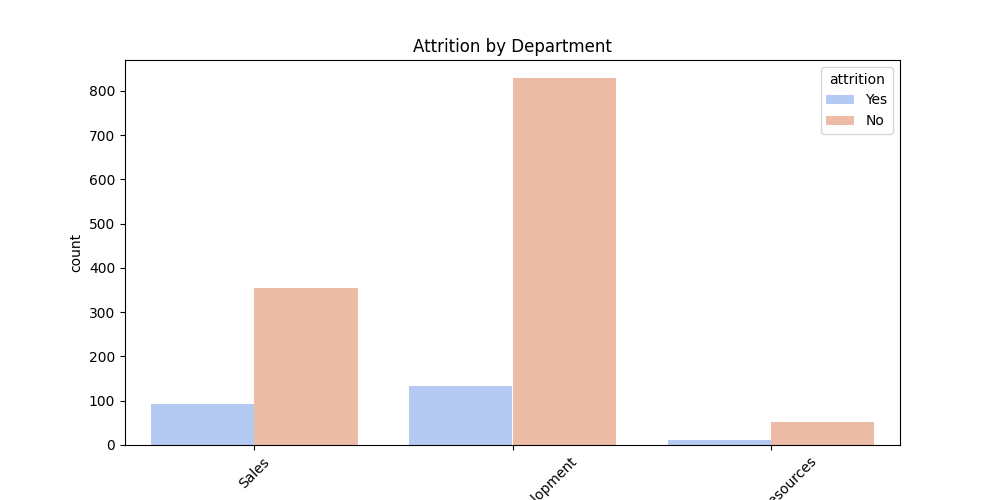 Attrition by Department
attrition
Yes
No
count
800
700
600
500
400
300
200
100
0
Sales
lopment
esources